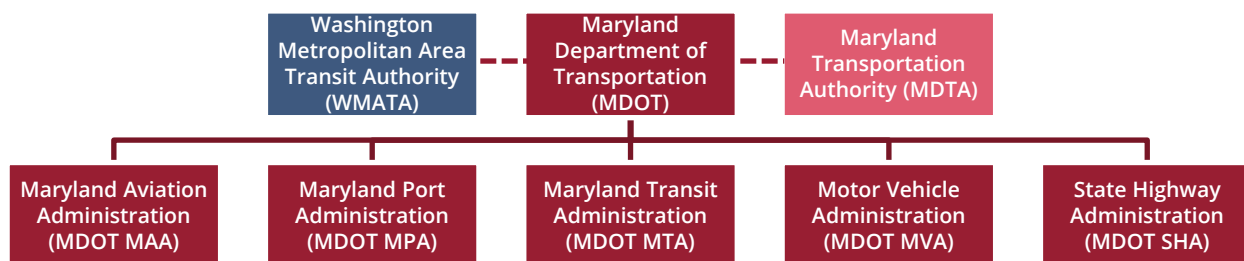 Washington
Metropolitan Area
Transit Authority
(WMATA)
Maryland
Department of
Transportation
(MDOT)
Maryland
Transportation
Authority (MDTA)
Maryland Aviation
Administration
(MDOT MAA)
Maryland Port
Administration
(MDOT MPA)
Maryland Transit
Administration
(MDOT MTA)
Motor Vehicle
Administration
(MDOT MVA)
State Highway
Administration
(MDOT SHA)